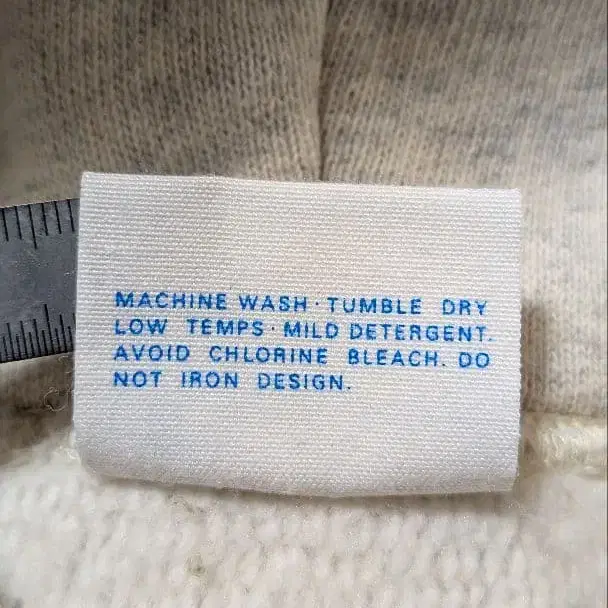 MACHINE WASH · TUMBLE DRY
LOW TEMPS · MILD DETERGENT.
AVOID CHLORINE BLEACH. DO
NOT IRON DESIGN.